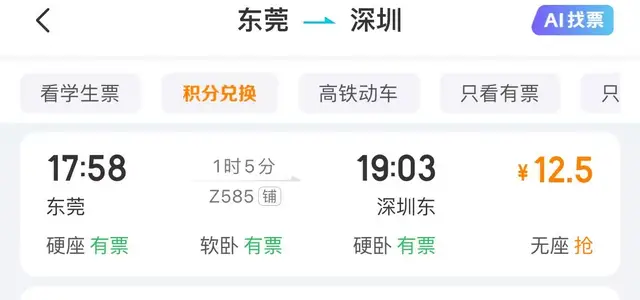 东莞 → 深圳 AI找票
看学生票 积分兑换 高铁动车 只看有票 只
17:58 1时5分 19:03 ¥12.5
东莞 Z585 铺 深圳东
硬座 有票 软卧 有票 硬卧 有票 无座 抢